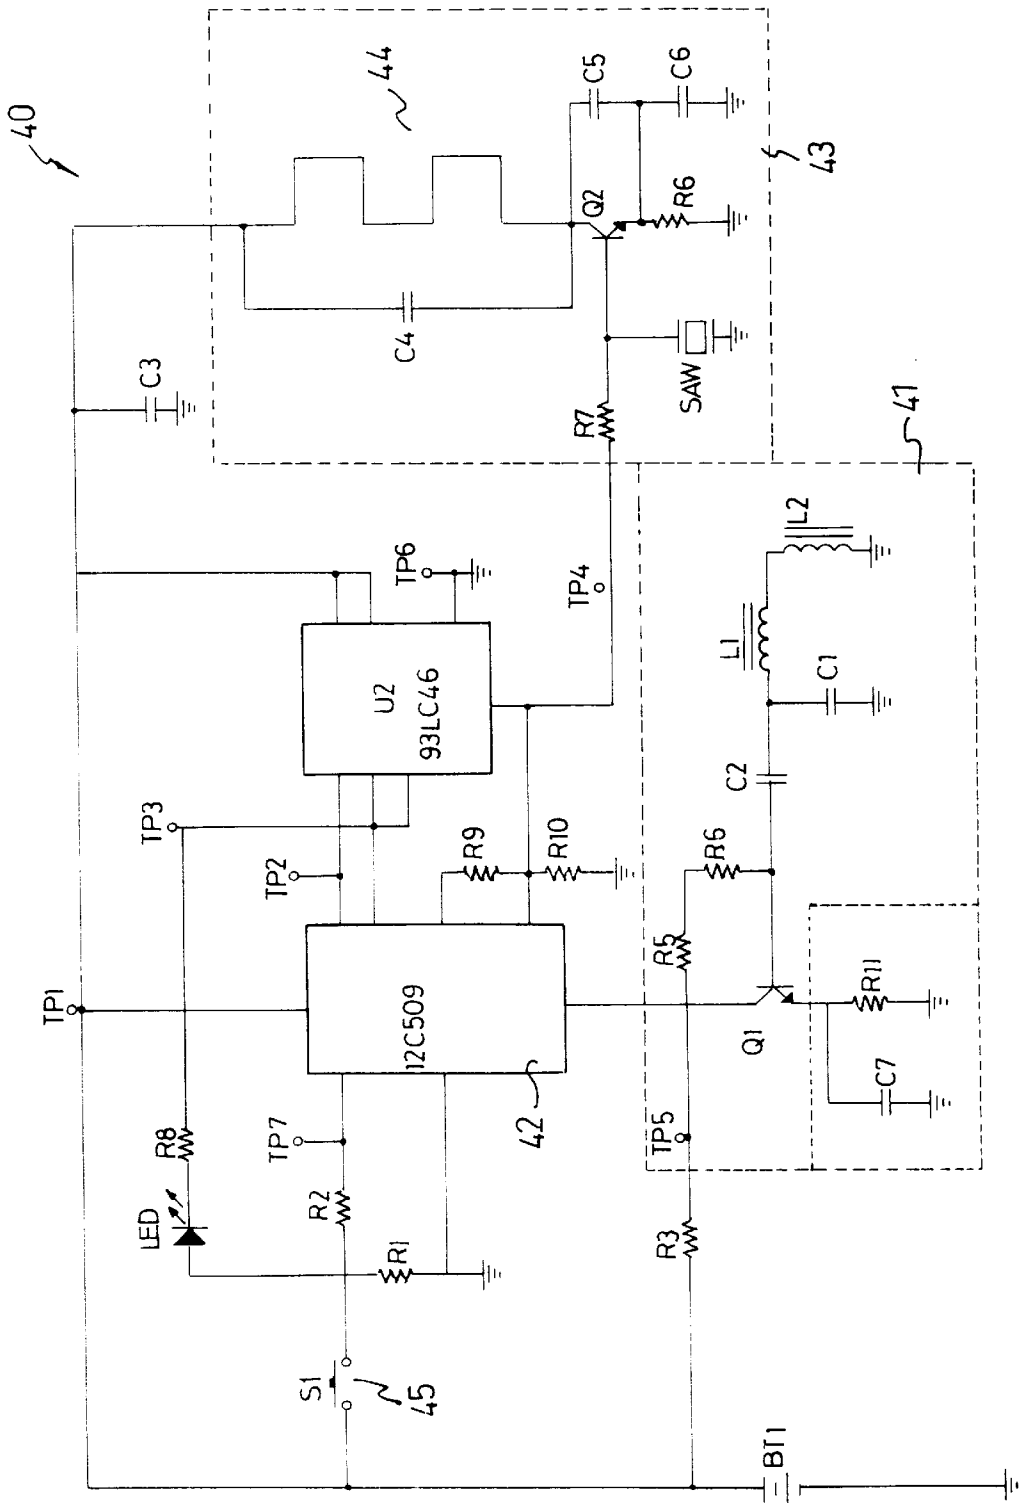 40
44
C5
C6
Q2
R6
43
C4
C3
R7
SAW
41
TP6
TP4
L2
L1
C1
U2
93LC46
C2
TP3
TP2
R9
R10
R6
R5
TP1
12C509
R11
Q1
C7
42
TP7
TP5
R8
LED
R2
R1
R3
S1
45
BT1